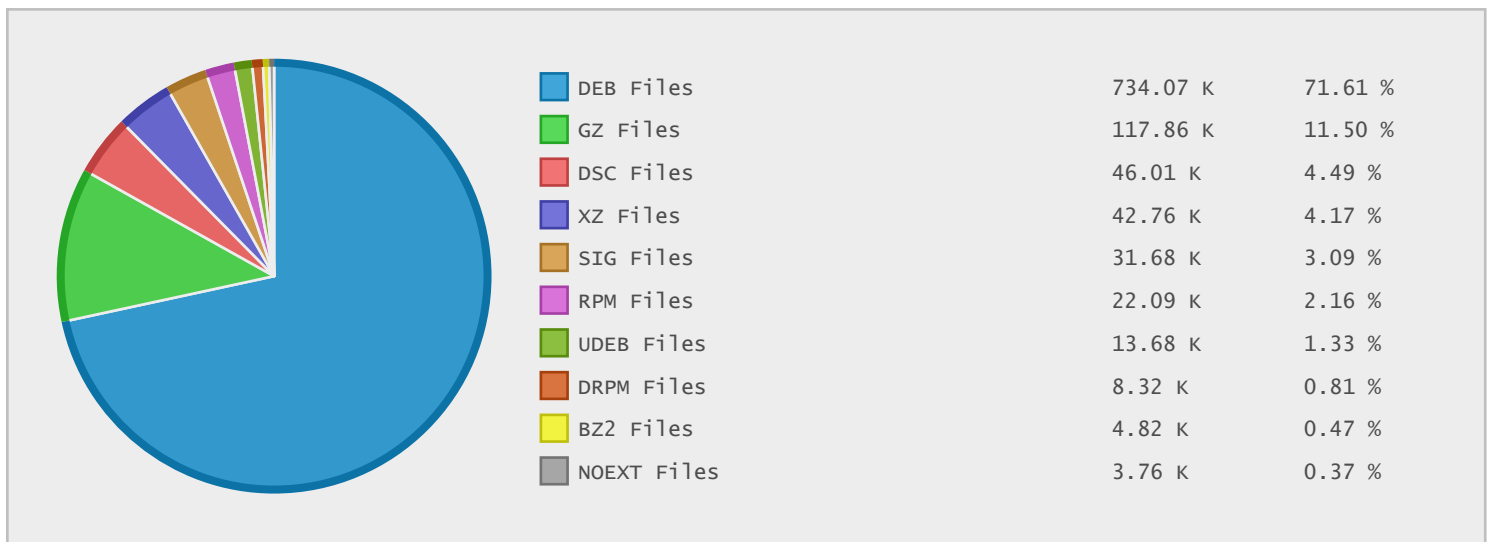 DEB Files 734.07 K 71.61 %
GZ Files 117.86 K 11.50 %
DSC Files 46.01 K 4.49 %
XZ Files 42.76 K 4.17 %
SIG Files 31.68 K 3.09 %
RPM Files 22.09 K 2.16 %
UDEB Files 13.68 K 1.33 %
DRPM Files 8.32 K 0.81 %
BZ2 Files 4.82 K 0.47 %
NOEXT Files 3.76 K 0.37 %